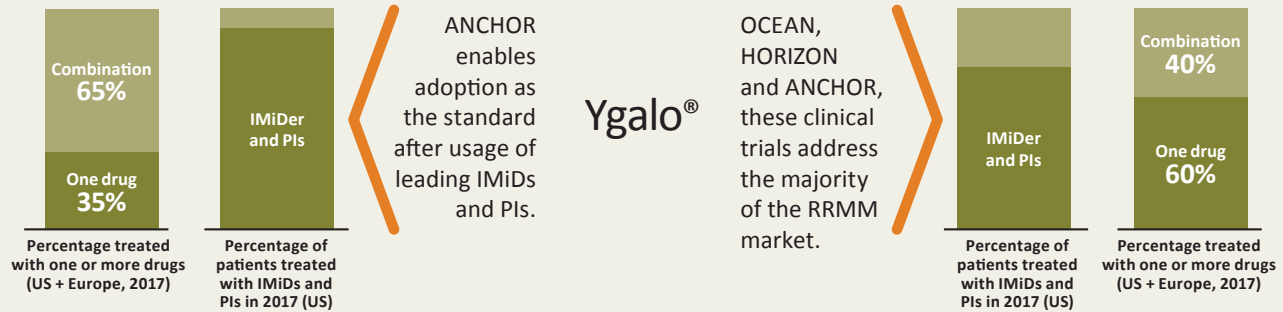 Combination
65%
One drug
35%
Percentage treated
with one or more drugs
(US + Europe, 2017)
IMiDer
and PIs
Percentage of
patients treated
with IMiDs and
PIs in 2017 (US)
ANCHOR
enables
adoption as
the standard
after usage of
leading IMiDs
and PIs.
Ygalo®
OCEAN,
HORIZON
and ANCHOR,
these clinical
trials address
the majority
of the RRMM
market.
IMiDer
and PIs
Percentage of
patients treated
with IMiDs and
PIs in 2017 (US)
Combination
40%
One drug
60%
Percentage treated
with one or more drugs
(US + Europe, 2017)